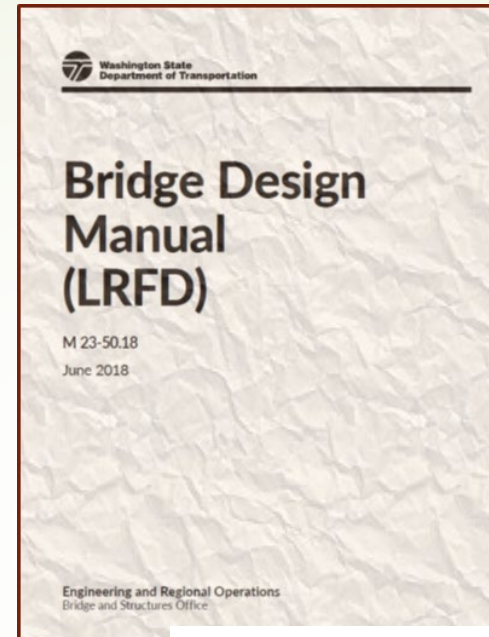 Washington State
Department of Transportation
Bridge Design
Manual
(LRFD)
M 23-50.18
June 2018
Engineering and Regional Operations
Bridge and Structures Office